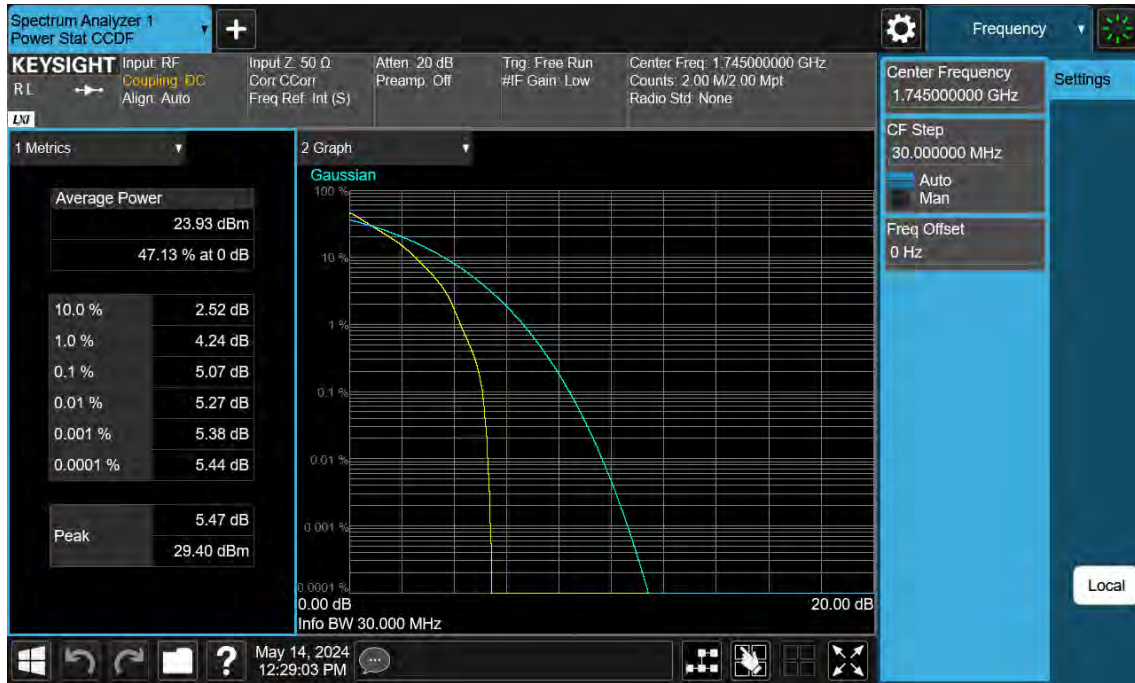 Spectrum Analyzer 1
Power Stat CCDF
Frequency
KEYSIGHT
Input: RF
Coupling: DC
Align: Auto
R L
LXI
Input Z: 50 Ω
Corr CCorr
Freq Ref: Int (S)
Atten: 20 dB
Preamp: Off
Trig: Free Run
#IF Gain: Low
Center Freq: 1.745000000 GHz
Counts: 2.00 M/2.00 Mpt
Radio Std: None
Center Frequency
1.745000000 GHz
Settings
CF Step
30.000000 MHz
Auto
Man
Freq Offset
0 Hz
Local
1 Metrics
Average Power
23.93 dBm
47.13 % at 0 dB
10.0 % 2.52 dB
1.0 % 4.24 dB
0.1 % 5.07 dB
0.01 % 5.27 dB
0.001 % 5.38 dB
0.0001 % 5.44 dB
Peak
5.47 dB
29.40 dBm
2 Graph
Gaussian
100 %
10 %
1 %
0.1 %
0.01 %
0.001 %
0.0001 %
0.00 dB 20.00 dB
Info BW 30.000 MHz
?
May 14, 2024
12:29:03 PM